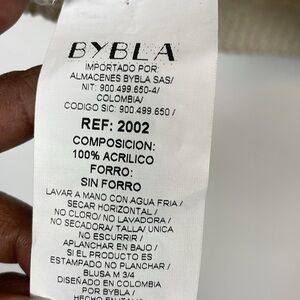 BYBLA
IMPORTADO POR:
ALMACENES BYBLA SAS/
NIT: 900.499.650-4/
COLOMBIA/
CODIGO SIC: 900.499.650 /
REF: 2002
COMPOSICION:
100% ACRILICO
FORRO:
SIN FORRO
LAVAR A MANO CON AGUA FRIA /
SECAR HORIZONTAL /
NO CLORO/ NO LAVADORA /
NO SECADORA/ TALLA/ UNICA
NO ESCURRIR /
APLANCHAR EN BAJO /
SI EL PRODUCTO ES
ESTAMPADO NO PLANCHAR /
BLUSA M 3/4
DISEÑADO EN COLOMBIA
POR BYBLA /
HECHO EN